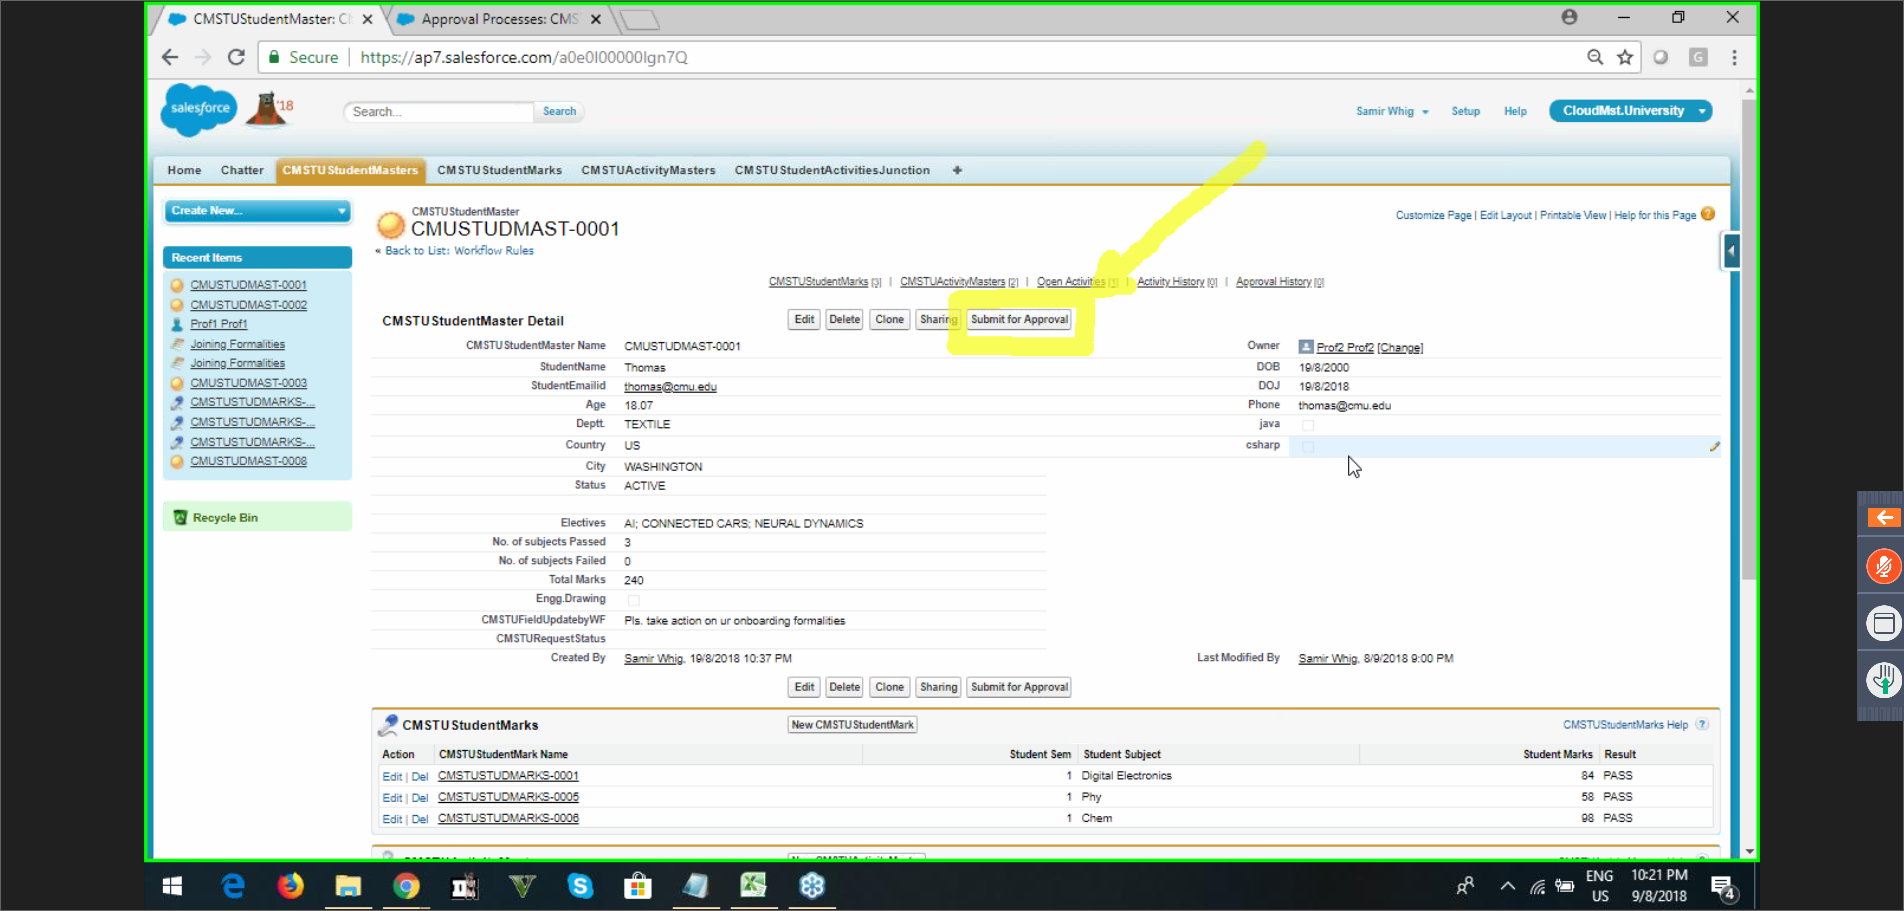 CMSTUStudentMaster: C
Approval Processes: CMS
Secure
https://ap7.salesforce.com/a0e0I00000Ign7Q
G
salesforce
'18
Search...
Search
Samir Whig
Setup
Help
CloudMst.University
Home
Chatter
CMSTUStudentMasters
CMSTUStudentMarks
CMSTUActivityMasters
CMSTUStudentActivitiesJunction
+
Create New...
Recent Items
CMUSTUDMAST-0001
CMUSTUDMAST-0002
Prof1 Prof1
Joining Formalities
Joining Formalities
CMUSTUDMAST-0003
CMSTUSTUDMARKS-...
CMSTUSTUDMARKS-...
CMSTUSTUDMARKS-...
CMUSTUDMAST-0008
Recycle Bin
CMSTUStudentMaster
CMUSTUDMAST-0001
« Back to List: Workflow Rules
Customize Page | Edit Layout | Printable View | Help for this Page ?
CMSTUStudentMarks [3] | CMSTUActivityMasters [2] | Open Activities [1] | Activity History [0] | Approval History [0]
CMSTUStudentMaster Detail
Edit Delete Clone Sharing Submit for Approval
CMSTUStudentMaster Name CMUSTUDMAST-0001 Owner Prof2 Prof2 [Change]
StudentName Thomas DOB 19/8/2000
StudentEmailid thomas@cmu.edu DOJ 19/8/2018
Age 18.07 Phone thomas@cmu.edu
Deptt. TEXTILE java
Country US csharp
City WASHINGTON
Status ACTIVE
Electives AI; CONNECTED CARS; NEURAL DYNAMICS
No. of subjects Passed 3
No. of subjects Failed 0
Total Marks 240
Engg.Drawing
CMSTUFieldUpdatebyWF Pls. take action on ur onboarding formalities
CMSTURequestStatus
Created By Samir Whig, 19/8/2018 10:37 PM Last Modified By Samir Whig, 8/9/2018 9:00 PM
Edit Delete Clone Sharing Submit for Approval
CMSTUStudentMarks New CMSTUStudentMark CMSTUStudentMarks Help ?
Action CMSTUStudentMark Name Student Sem Student Subject Student Marks Result
Edit | Del CMSTUSTUDMARKS-0001 1 Digital Electronics 84 PASS
Edit | Del CMSTUSTUDMARKS-0005 1 Phy 58 PASS
Edit | Del CMSTUSTUDMARKS-0006 1 Chem 98 PASS
ENG
US
10:21 PM
9/8/2018
4